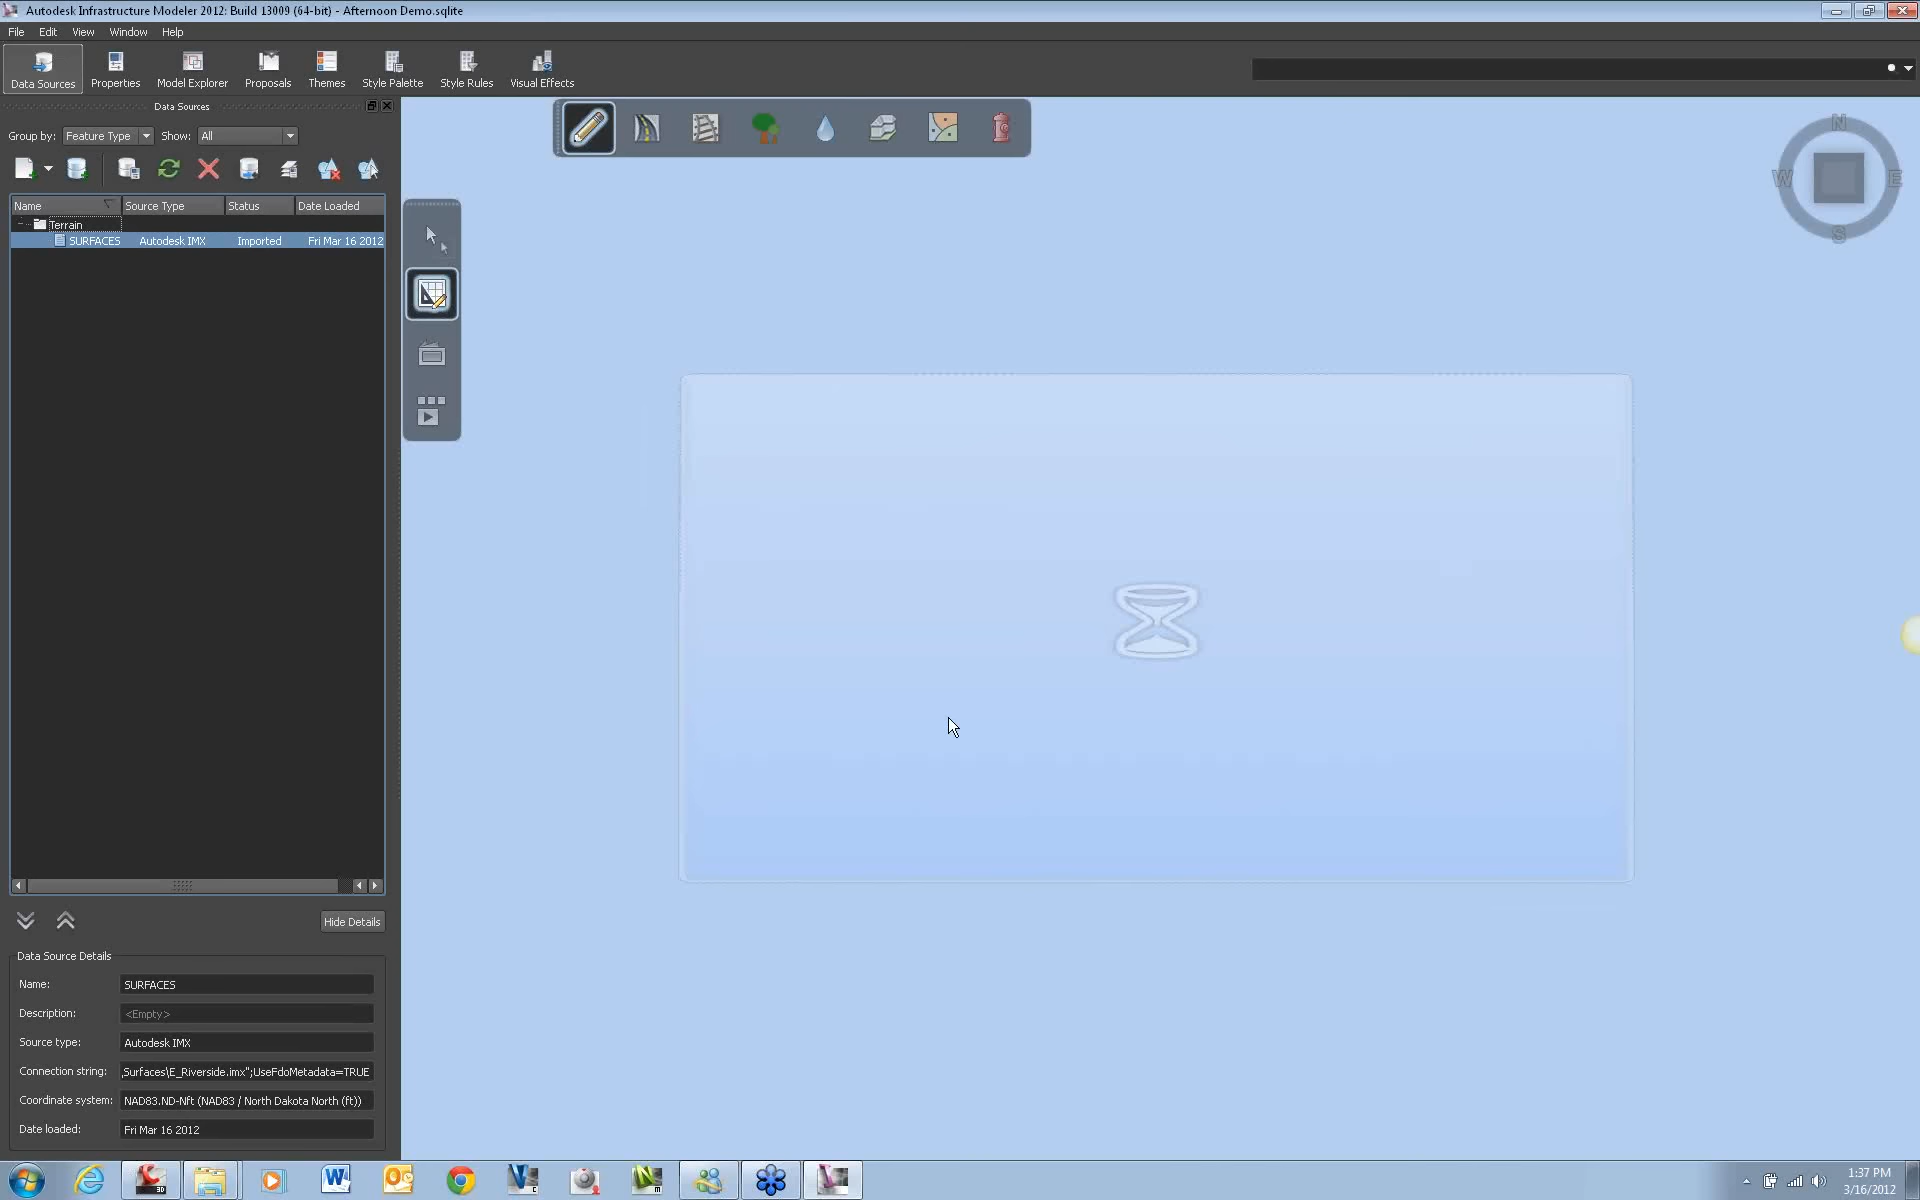 Autodesk Infrastructure Modeler 2012: Build 13009 (64-bit) - Afternoon Demo.sqlite
File Edit View Window Help
Data Sources Properties Model Explorer Proposals Themes Style Palette Style Rules Visual Effects
Data Sources
Group by: Feature Type Show: All
Name Source Type Status Date Loaded
Terrain
SURFACES Autodesk IMX Imported Fri Mar 16 2012
N
W E
S
Hide Details
Data Source Details
Name: SURFACES
Description: <Empty>
Source type: Autodesk IMX
Connection string: ,Surfaces\E_Riverside.imx";UseFdoMetadata=TRUE
Coordinate system: NAD83.ND-Nft (NAD83 / North Dakota North (ft))
Date loaded: Fri Mar 16 2012
1:37 PM
3/16/2012